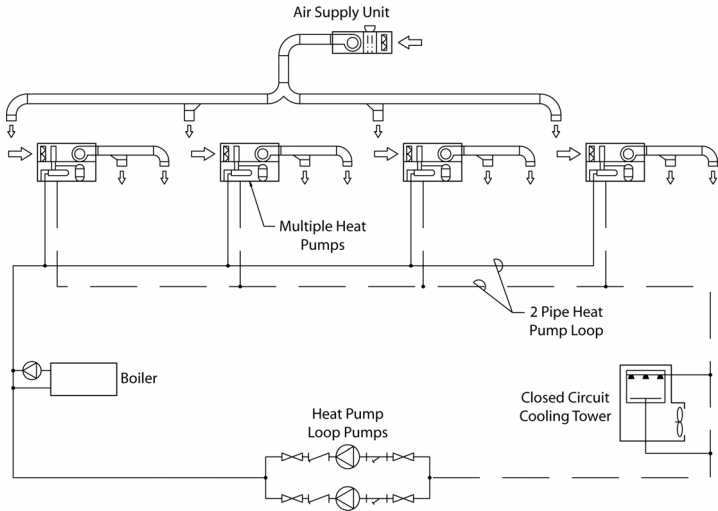 Air Supply Unit
Multiple Heat
Pumps
2 Pipe Heat
Pump Loop
Boiler
Closed Circuit
Cooling Tower
Heat Pump
Loop Pumps